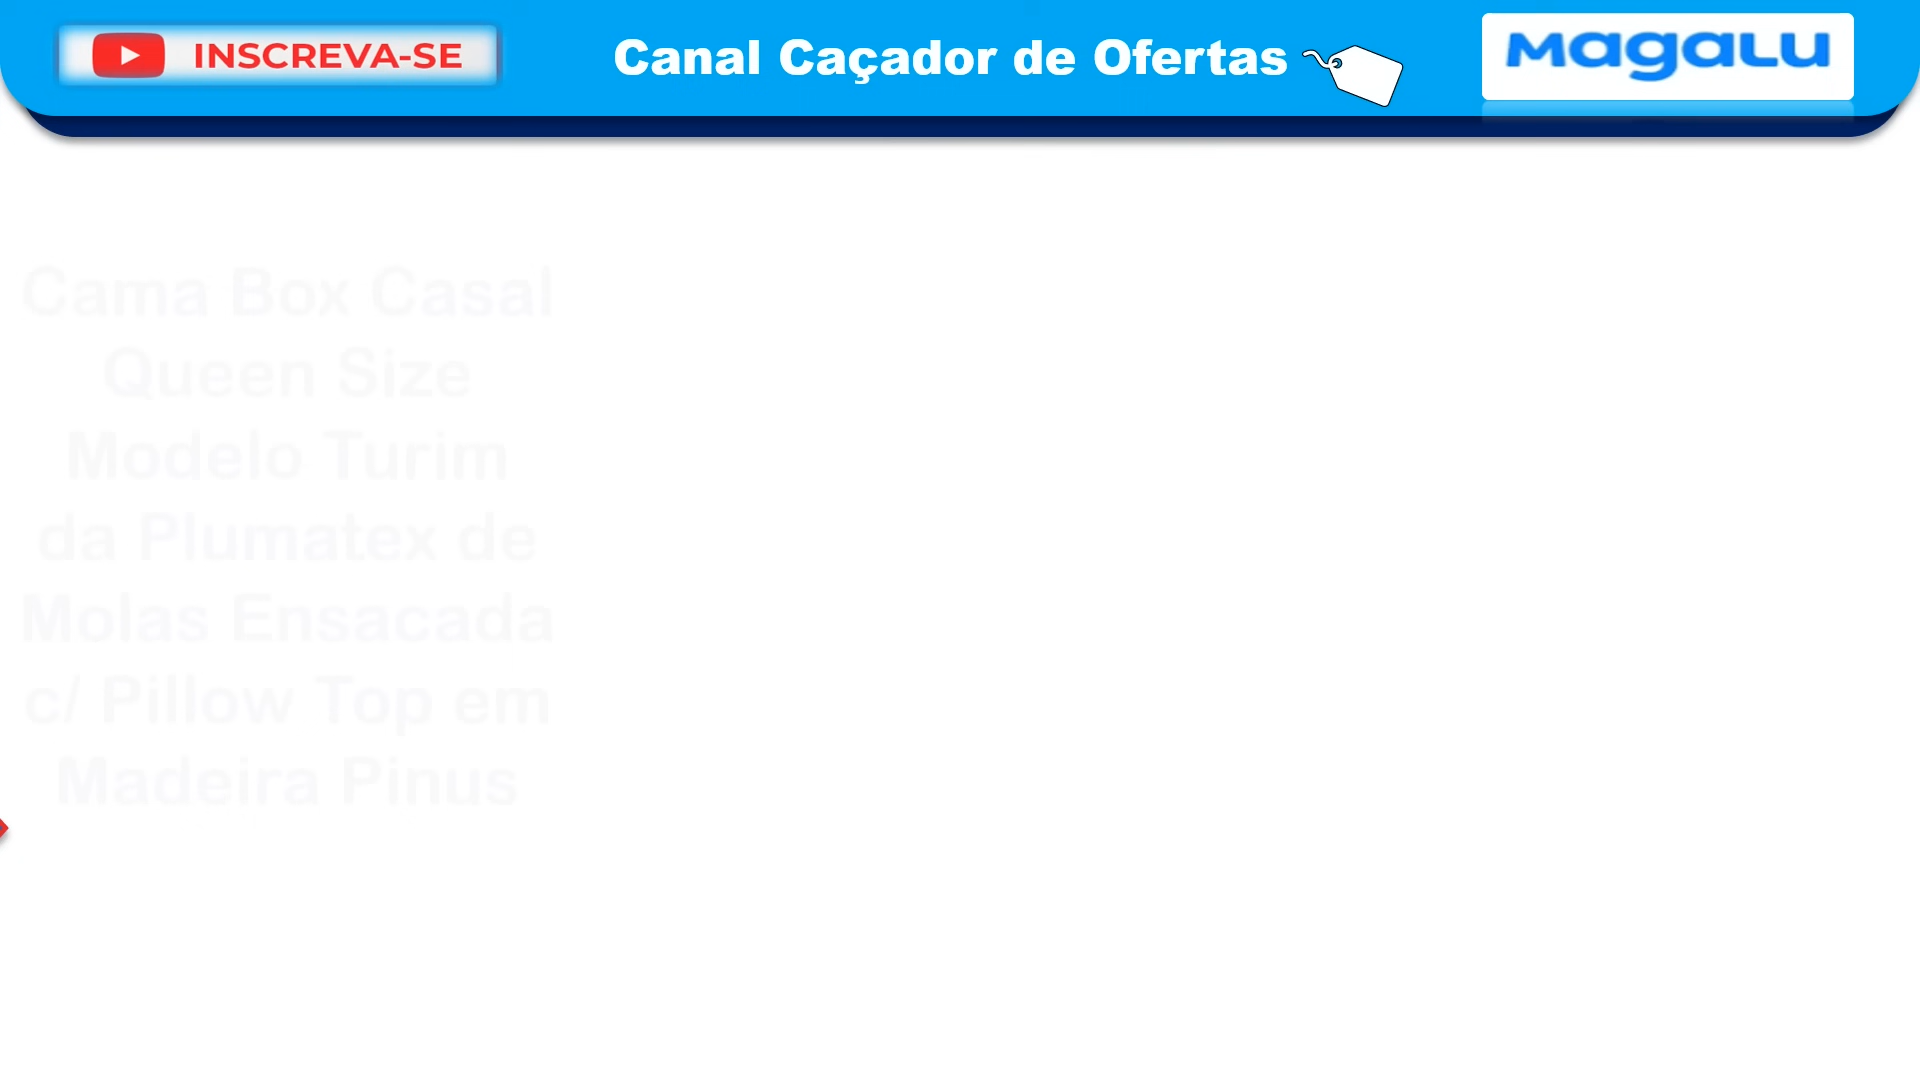 INSCREVA-SE
Canal Caçador de Ofertas
MagaLu
Cama Box Casal
Queen Size
Modelo Turim
da Plumatex de
Molas Ensacada
c/ Pillow Top em
Madeira Pinus